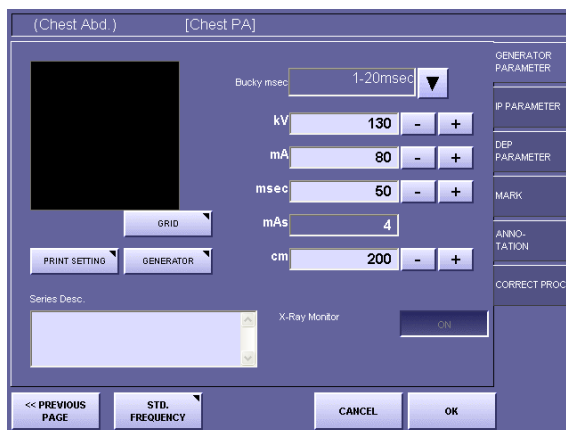 (Chest Abd.) [Chest PA]
GENERATOR
PARAMETER
Bucky msec 1-20msec
IP PARAMETER
kV 130 - +
DEP
PARAMETER
mA 80 - +
msec 50 - +
MARK
GRID
mAs 4
ANNO-
TATION
PRINT SETTING GENERATOR
cm 200 - +
CORRECT PROC
Series Desc.
X-Ray Monitor ON
<< PREVIOUS
PAGE
STD.
FREQUENCY
CANCEL
OK